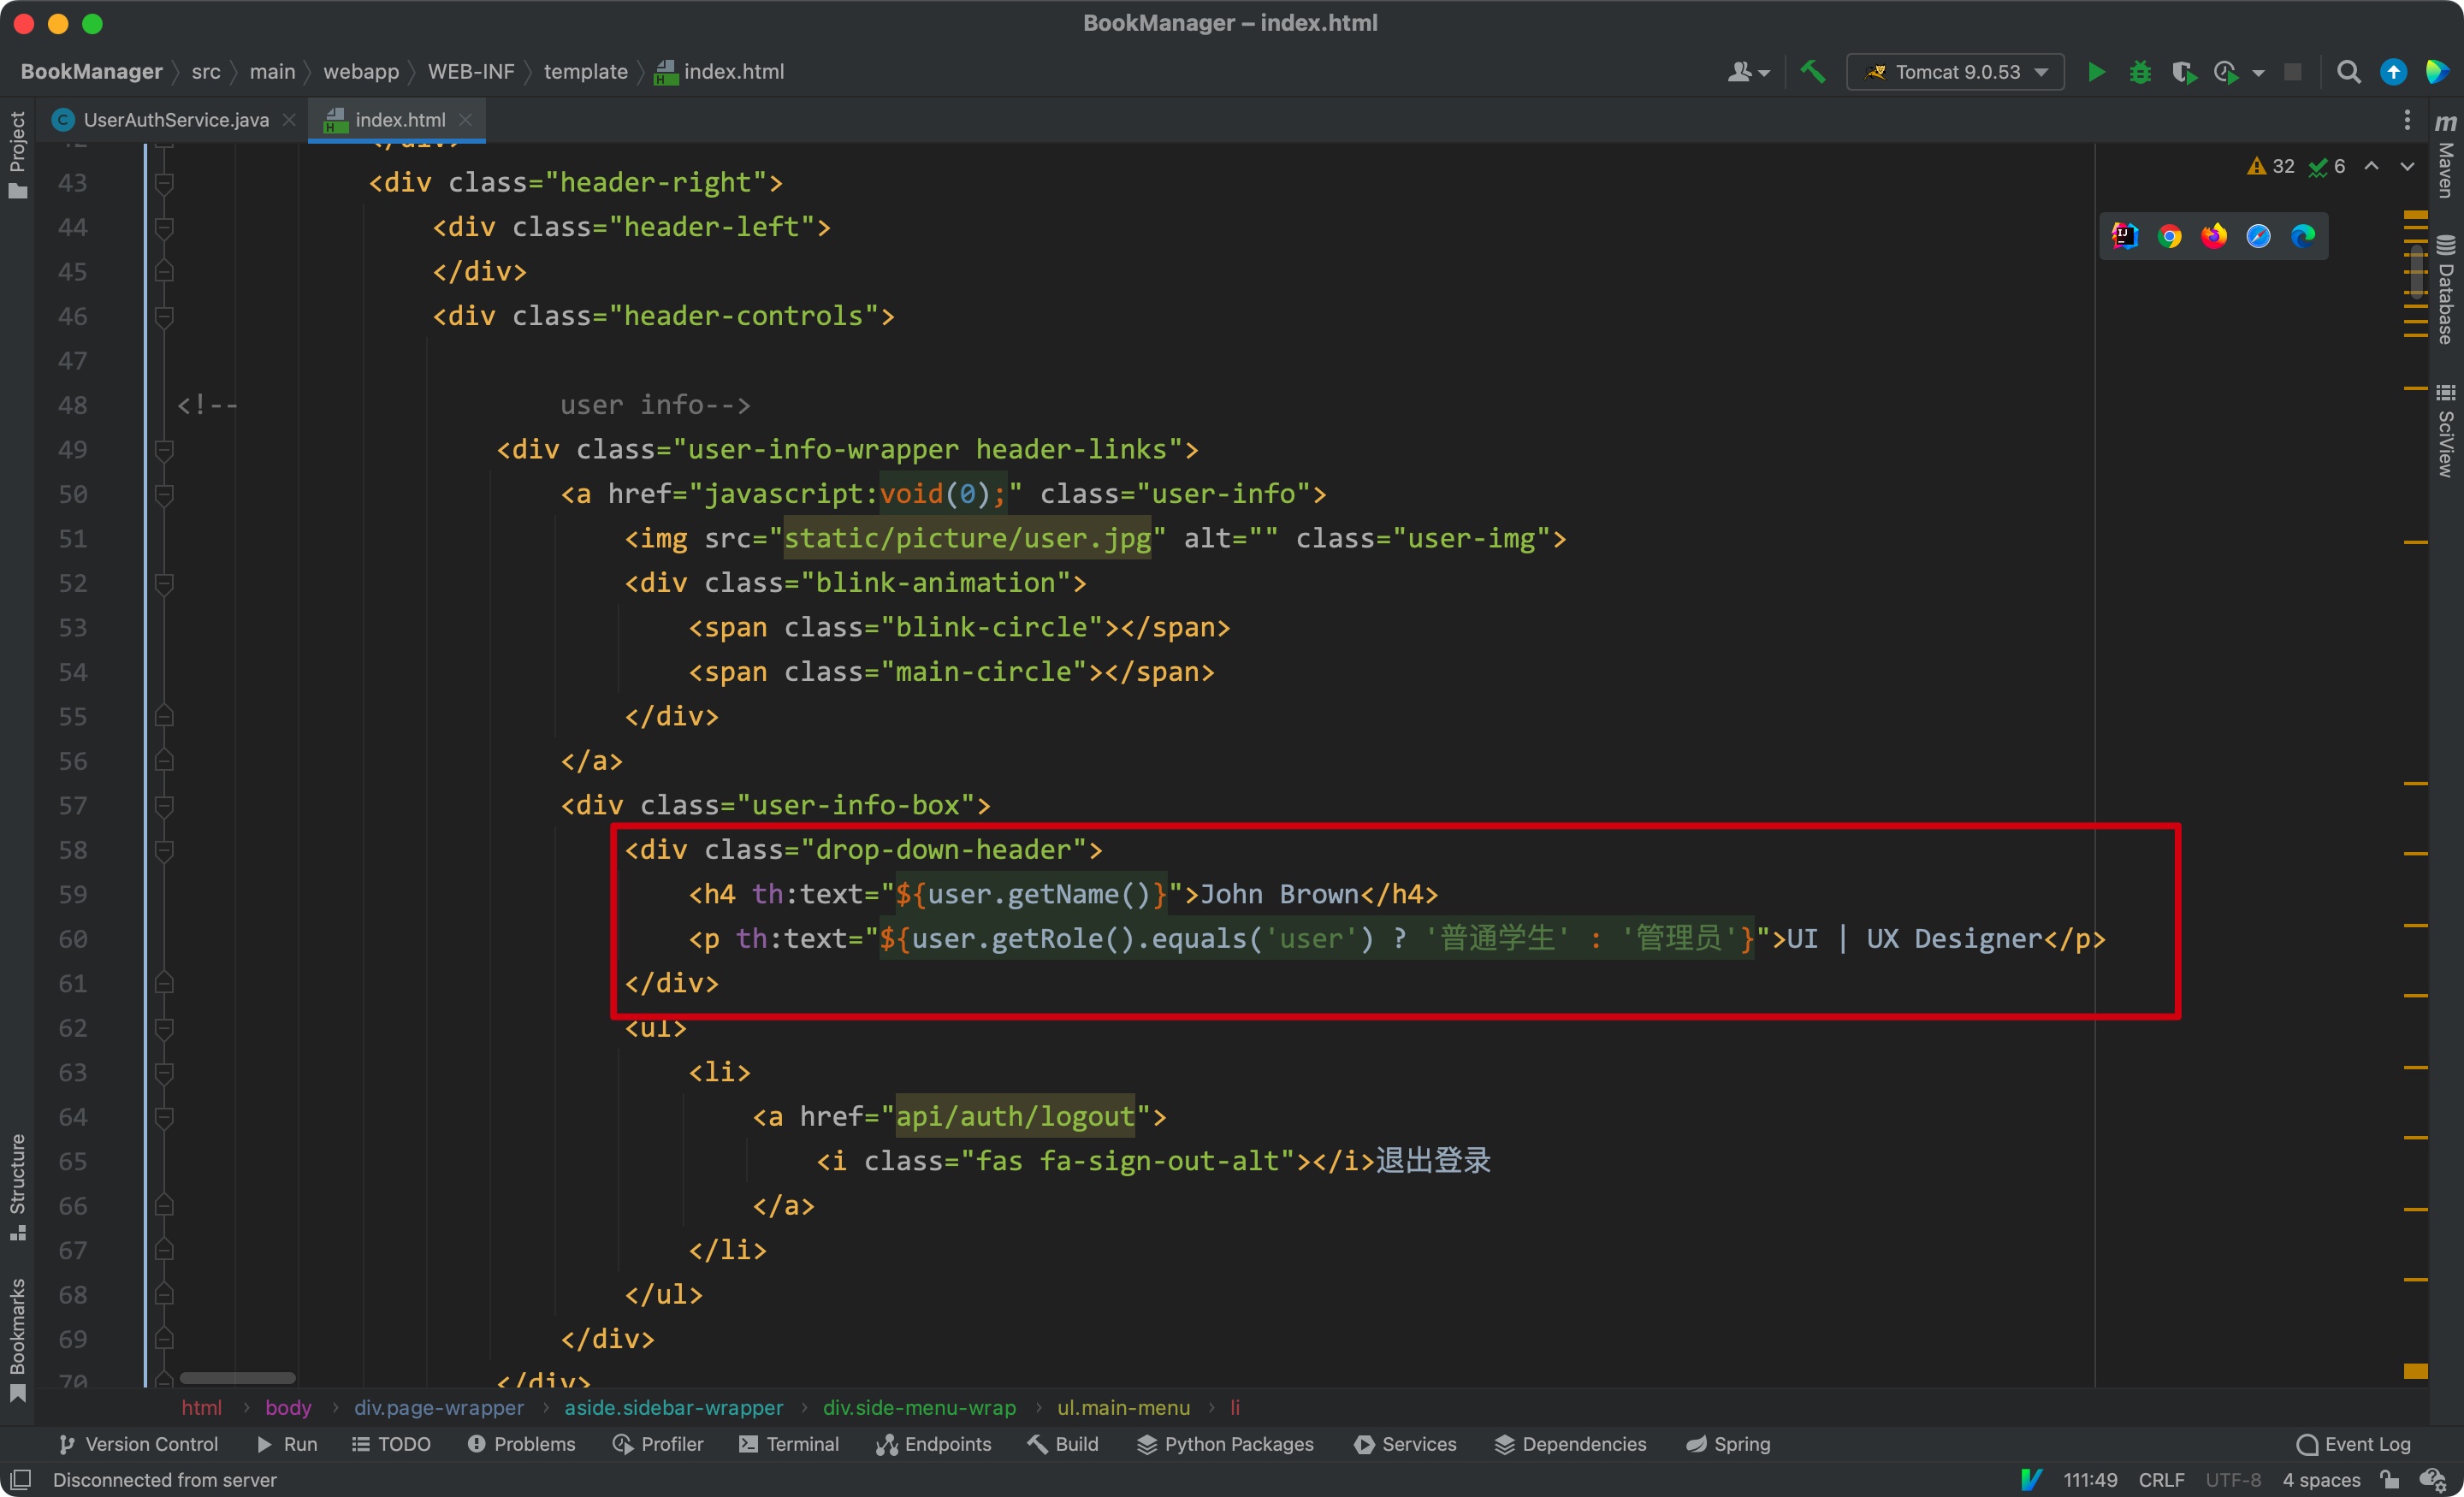 BookManager – index.html
BookManager src main webapp WEB-INF template index.html
Tomcat 9.0.53
UserAuthService.java index.html
32 6
Project
Maven
Database
SciView
Structure
Bookmarks
42 </div>
43 <div class="header-right">
44 <div class="header-left">
45 </div>
46 <div class="header-controls">
47
48 <!-- user info-->
49 <div class="user-info-wrapper header-links">
50 <a href="javascript:void(0);" class="user-info">
51 <img src="static/picture/user.jpg" alt="" class="user-img">
52 <div class="blink-animation">
53 <span class="blink-circle"></span>
54 <span class="main-circle"></span>
55 </div>
56 </a>
57 <div class="user-info-box">
58 <div class="drop-down-header">
59 <h4 th:text="${user.getName()}">John Brown</h4>
60 <p th:text="${user.getRole().equals('user') ? '普通学生' : '管理员'}">UI | UX Designer</p>
61 </div>
62 <ul>
63 <li>
64 <a href="api/auth/logout">
65 <i class="fas fa-sign-out-alt"></i>退出登录
66 </a>
67 </li>
68 </ul>
69 </div>
70 </div>
html body div.page-wrapper aside.sidebar-wrapper div.side-menu-wrap ul.main-menu li
Version Control Run TODO Problems Profiler Terminal Endpoints Build Python Packages Services Dependencies Spring Event Log
Disconnected from server 111:49 CRLF UTF-8 4 spaces